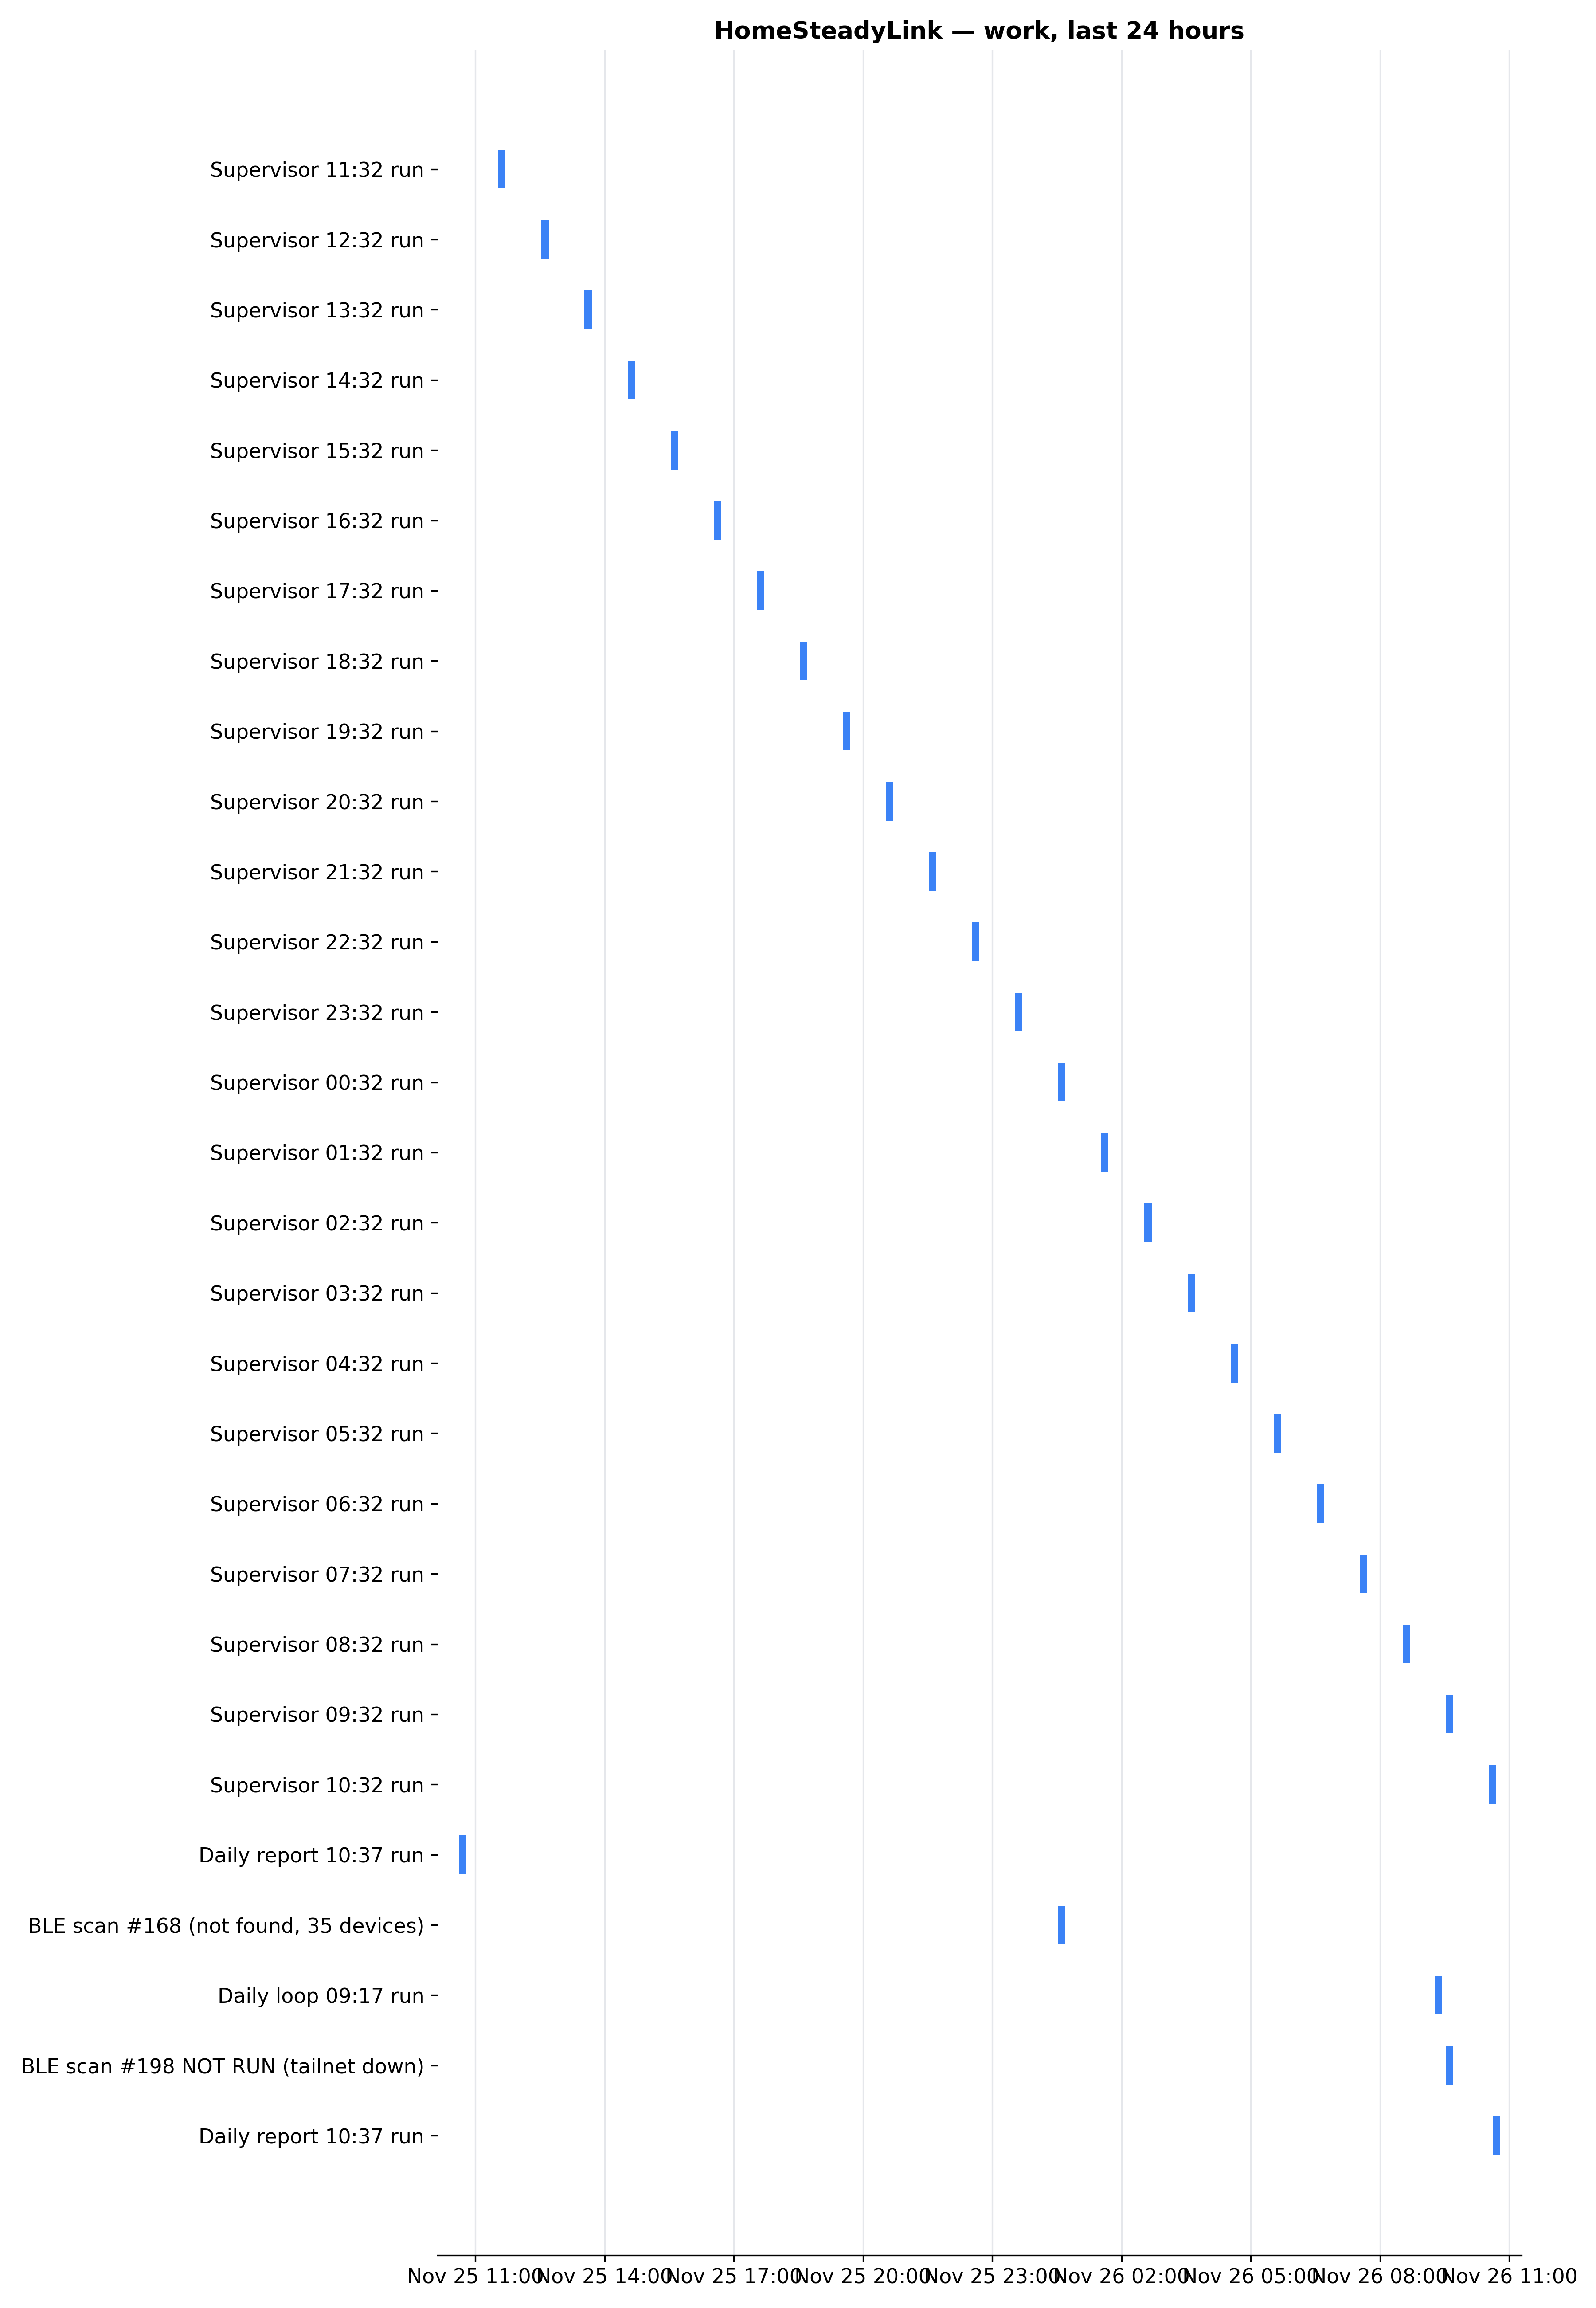 HomeSteadyLink — work, last 24 hours
Supervisor 11:32 run
Supervisor 12:32 run
Supervisor 13:32 run
Supervisor 14:32 run
Supervisor 15:32 run
Supervisor 16:32 run
Supervisor 17:32 run
Supervisor 18:32 run
Supervisor 19:32 run
Supervisor 20:32 run
Supervisor 21:32 run
Supervisor 22:32 run
Supervisor 23:32 run
Supervisor 00:32 run
Supervisor 01:32 run
Supervisor 02:32 run
Supervisor 03:32 run
Supervisor 04:32 run
Supervisor 05:32 run
Supervisor 06:32 run
Supervisor 07:32 run
Supervisor 08:32 run
Supervisor 09:32 run
Supervisor 10:32 run
Daily report 10:37 run
BLE scan #168 (not found, 35 devices)
Daily loop 09:17 run
BLE scan #198 NOT RUN (tailnet down)
Daily report 10:37 run
Nov 25 11:00 Nov 25 14:00 Nov 25 17:00 Nov 25 20:00 Nov 25 23:00 Nov 26 02:00 Nov 26 05:00 Nov 26 08:00 Nov 26 11:00